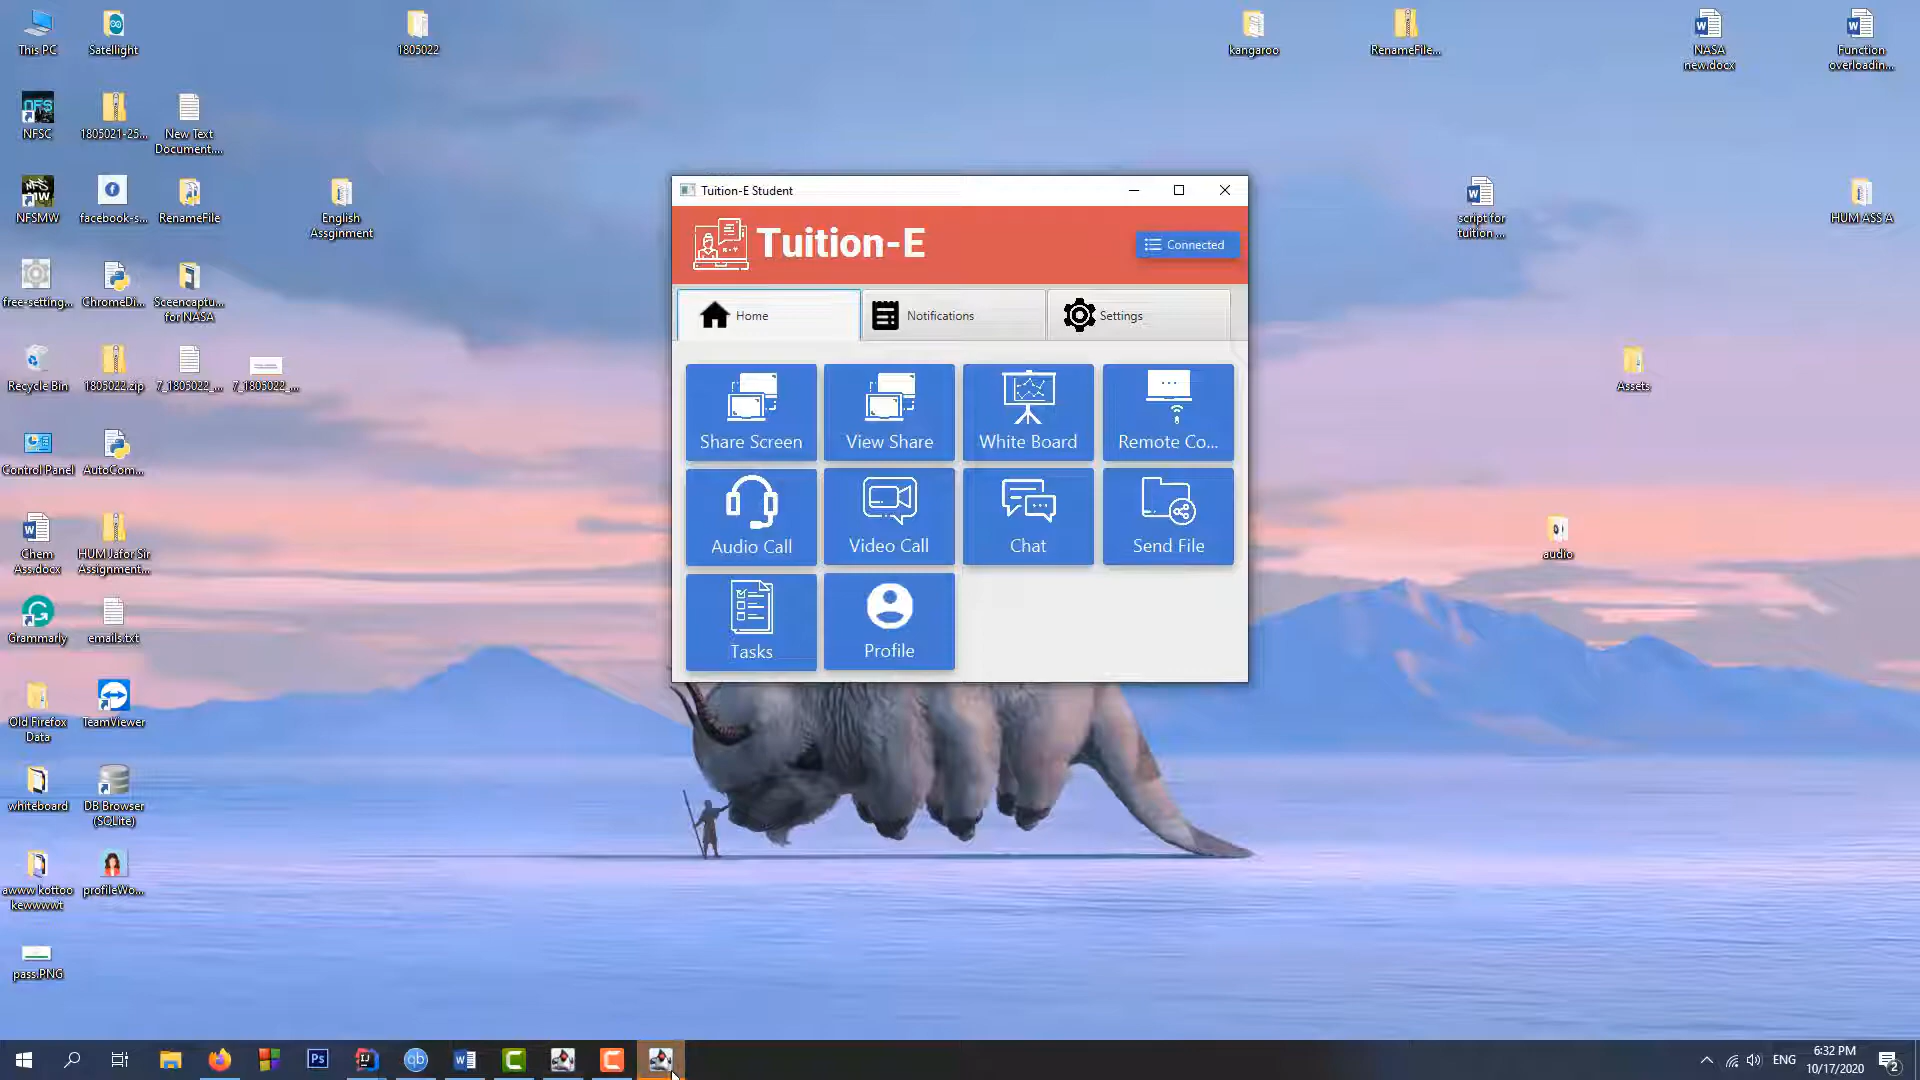 This PC
Satellight
1805022
kangaroo
RenameFile...
NASA
new.docx
Function
overloadin...
NFSC
1805021-25...
New Text
Document....
NFSMW
facebook-s...
RenameFile
English
Assginment
script for
tuition ...
HUM ASS A
free-setting...
ChromeDi...
Sceencaptu...
for NASA
Recycle Bin
1805022.zip
7_1805022_...
7_1805022_...
Assets
Control Panel
AutoCom...
Chem
Ass.docx
HUM Jafor Sir
Assignment...
audio
Grammarly
emails.txt
Old Firefox
Data
TeamViewer
whiteboard
DB Browser
(SQLite)
awww kottoo
kewwwwt
profileWo...
pass.PNG
Tuition-E Student
Tuition-E
Connected
Home
Notifications
Settings
Share Screen
View Share
White Board
Remote Co...
Audio Call
Video Call
Chat
Send File
Tasks
Profile
ENG
6:32 PM
10/17/2020
2